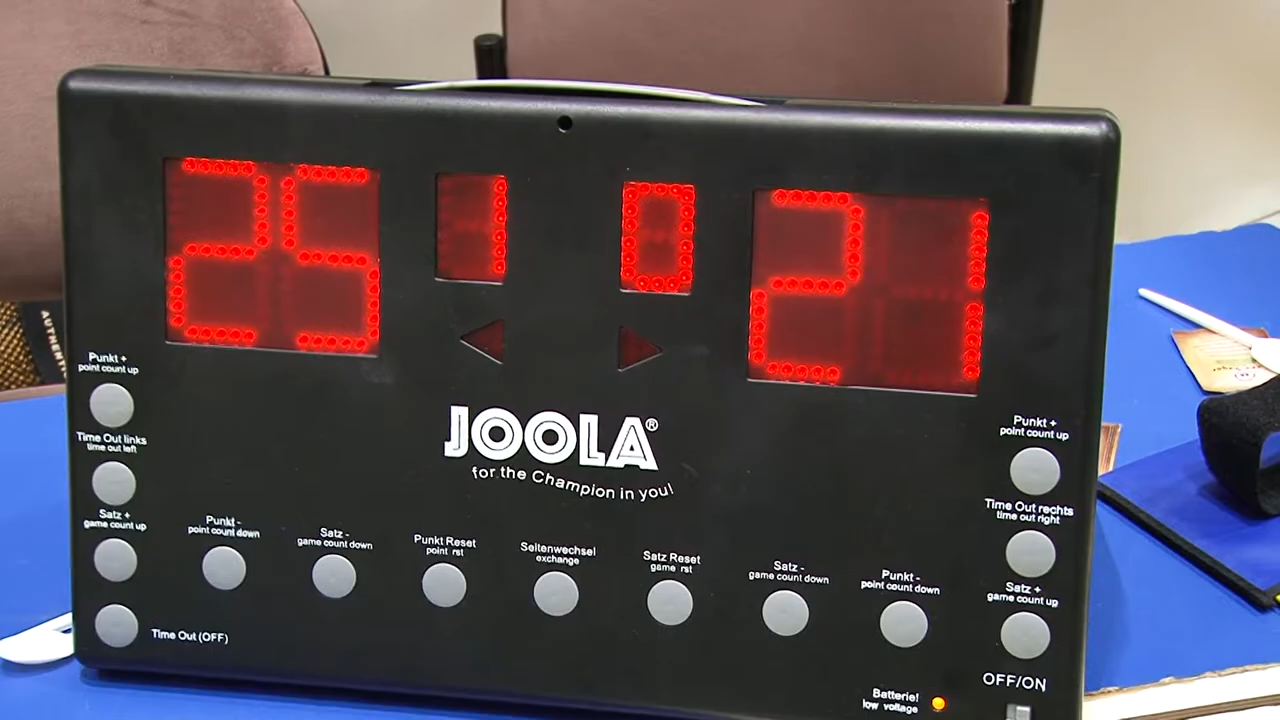 25 1 0 21
AUTHENTI
Punkt +
point count up
Time Out links
time out left
Satz +
game count up
Time Out (OFF)
Punkt -
point count down
Satz -
game count down
Punkt Reset
point rst
Seitenwechsel
exchange
Satz Reset
game rst
Satz -
game count down
Punkt -
point count down
JOOLA®
for the Champion in you!
Punkt +
point count up
Time Out rechts
time out right
Satz +
game count up
OFF/ON
Batterie!
low voltage